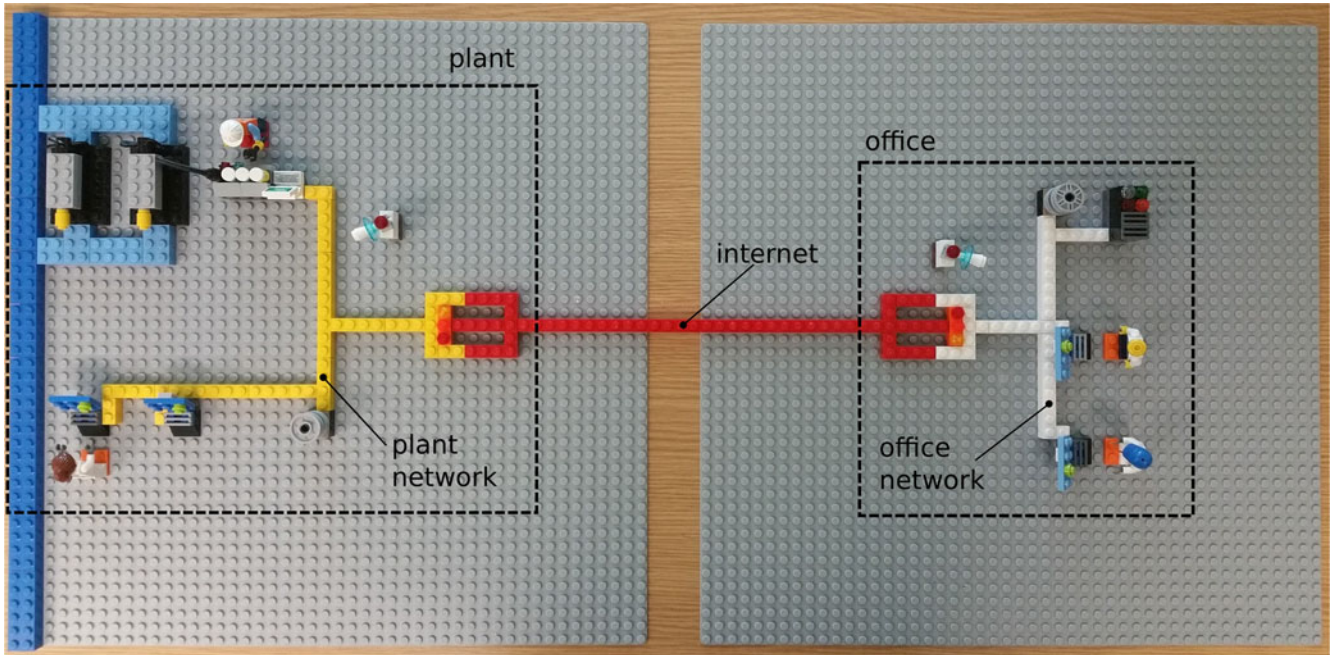 plant
office
internet
plant
network
office
network